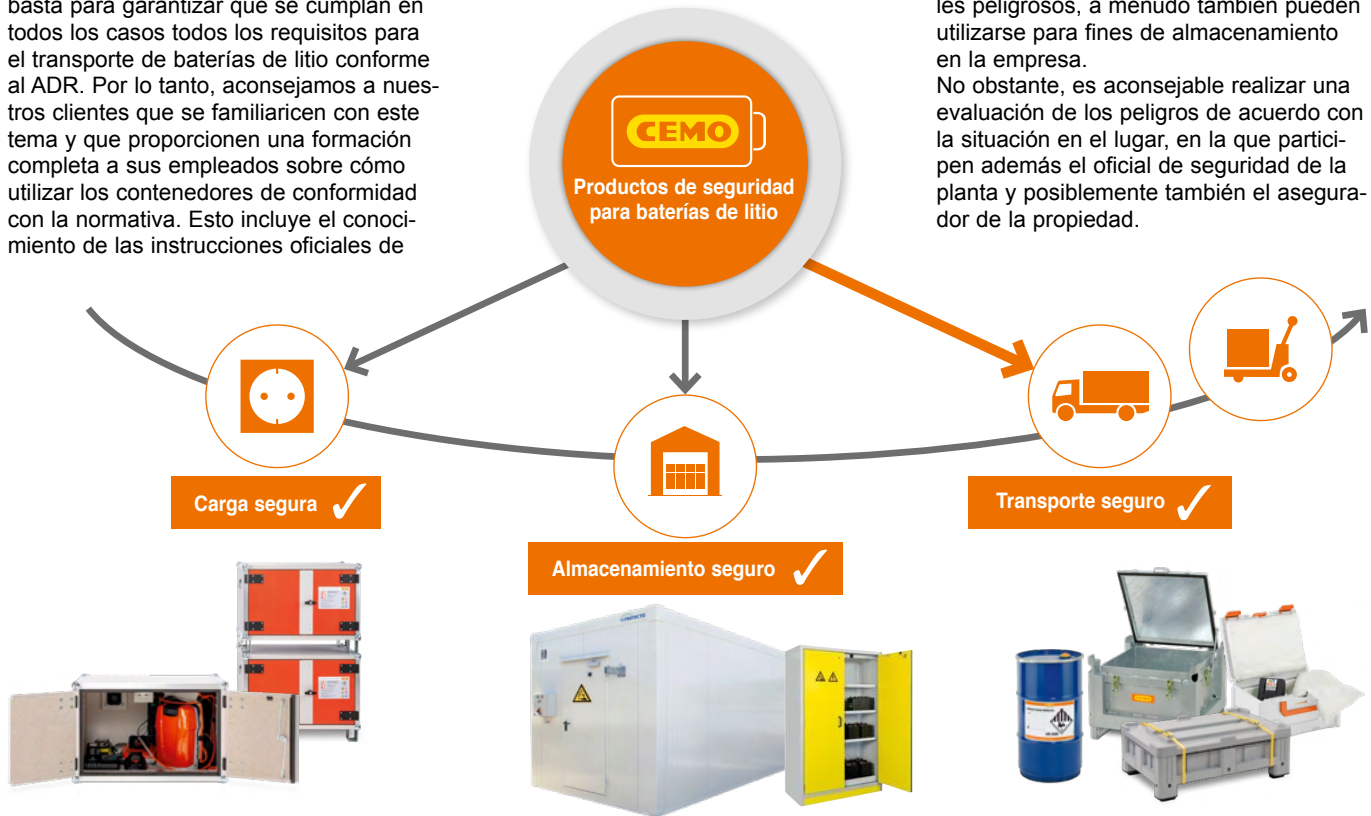 basta para garantizar que se cumplan en
todos los casos todos los requisitos para
el transporte de baterías de litio conforme
al ADR. Por lo tanto, aconsejamos a nues-
tros clientes que se familiaricen con este
tema y que proporcionen una formación
completa a sus empleados sobre cómo
utilizar los contenedores de conformidad
con la normativa. Esto incluye el conoci-
miento de las instrucciones oficiales de
les peligrosos, a menudo también pueden
utilizarse para fines de almacenamiento
en la empresa.
No obstante, es aconsejable realizar una
evaluación de los peligros de acuerdo con
la situación en el lugar, en la que partici-
pen además el oficial de seguridad de la
planta y posiblemente también el asegura-
dor de la propiedad.
CEMO
Productos de seguridad
para baterías de litio
Carga segura
Almacenamiento seguro
Transporte seguro
CEMO